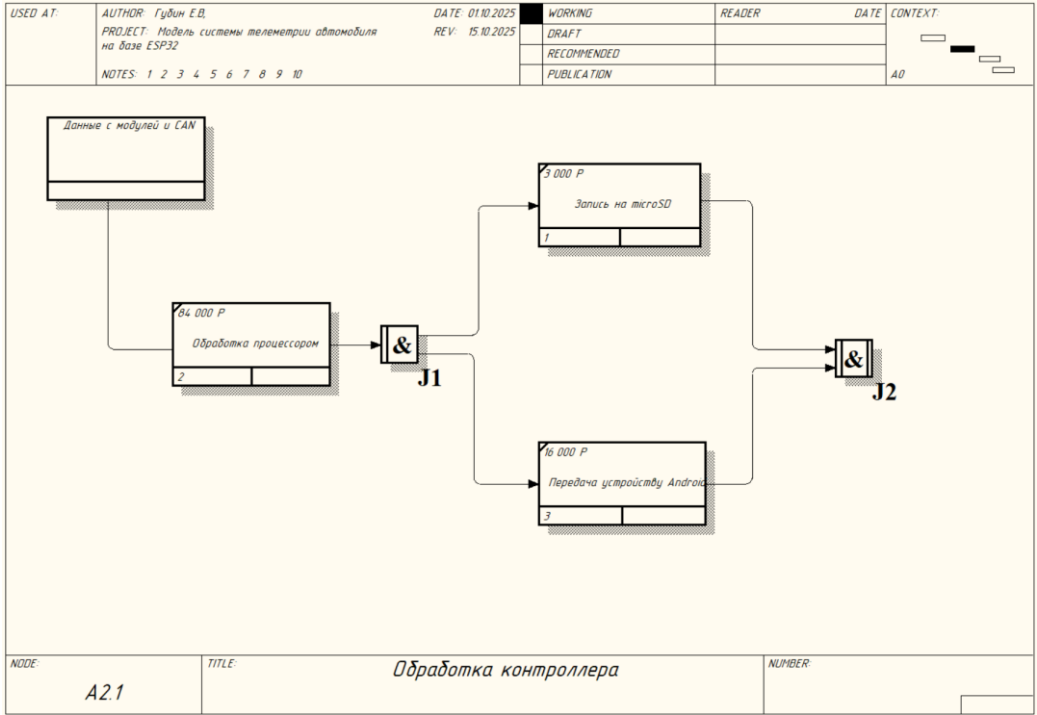 USED AT:
AUTHOR: Губин Е.В,
DATE: 01.10.2025
PROJECT: Модель системы телеметрии автомобиля
на базе ESP32
REV: 15.10.2025
NOTES: 1 2 3 4 5 6 7 8 9 10
WORKING
DRAFT
RECOMMENDED
PUBLICATION
READER
DATE
CONTEXT:
A0
Данные с модулей и CAN
3 000 Р
Запись на microSD
1
84 000 Р
Обработка процессором
2
&
J1
&
J2
16 000 Р
Передача устройству Android
3
NODE:
A2.1
TITLE:
Обработка контроллера
NUMBER: